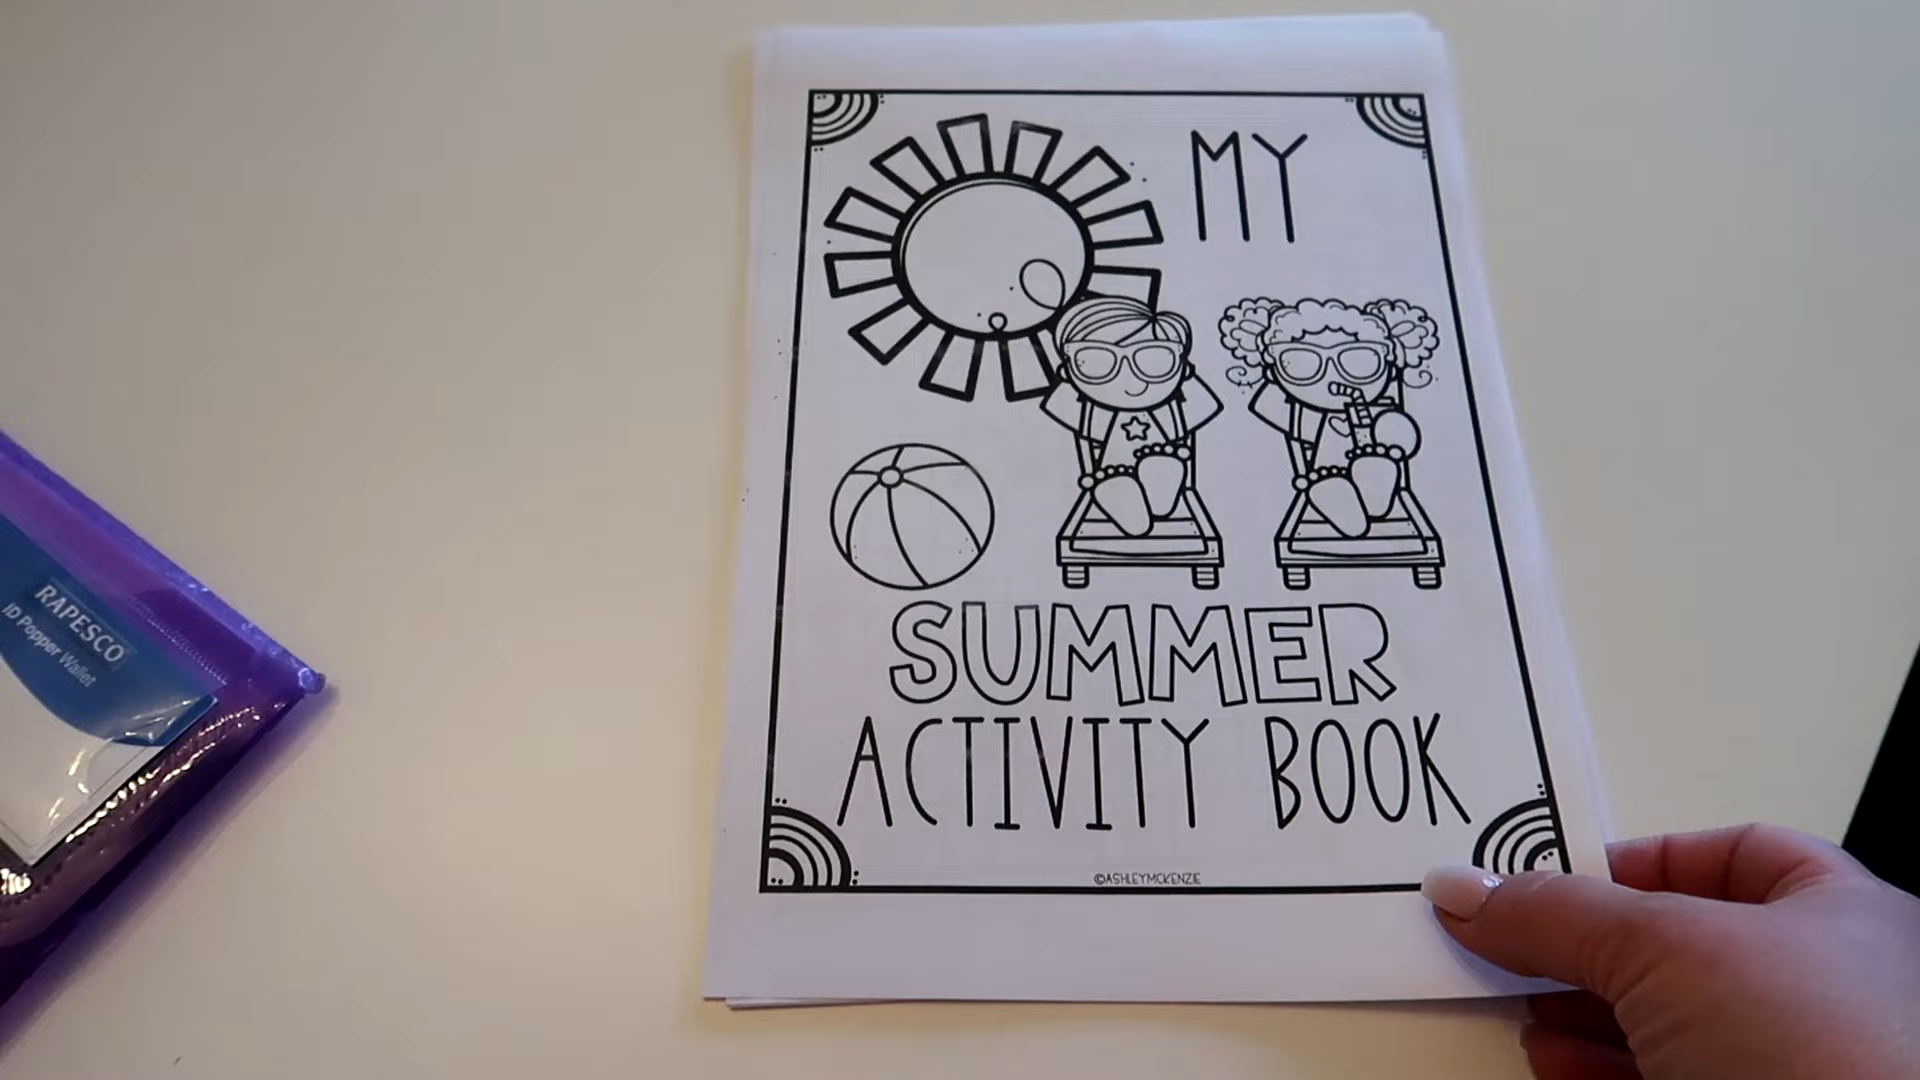 MY
SUMMER
ACTIVITY BOOK
©ASHLEYMCKENZIE
RAPESCO
ID Popper Wallet